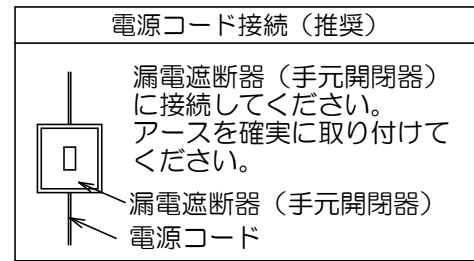 電源コード接続（推奨）
漏電遮断器（手元開閉器）
に接続してください。
アースを確実に取り付けて
ください。
漏電遮断器（手元開閉器）
電源コード